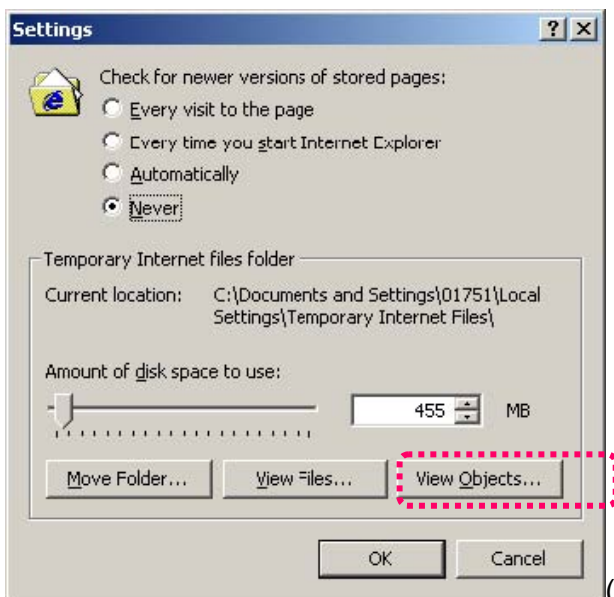 Settings
Check for newer versions of stored pages:
Every visit to the page
Every time you start Internet Explorer
Automatically
Never
Temporary Internet files folder
Current location: C:\Documents and Settings\01751\Local
Settings\Temporary Internet Files\
Amount of disk space to use:
455 MB
Move Folder... View Files... View Objects...
OK Cancel
(